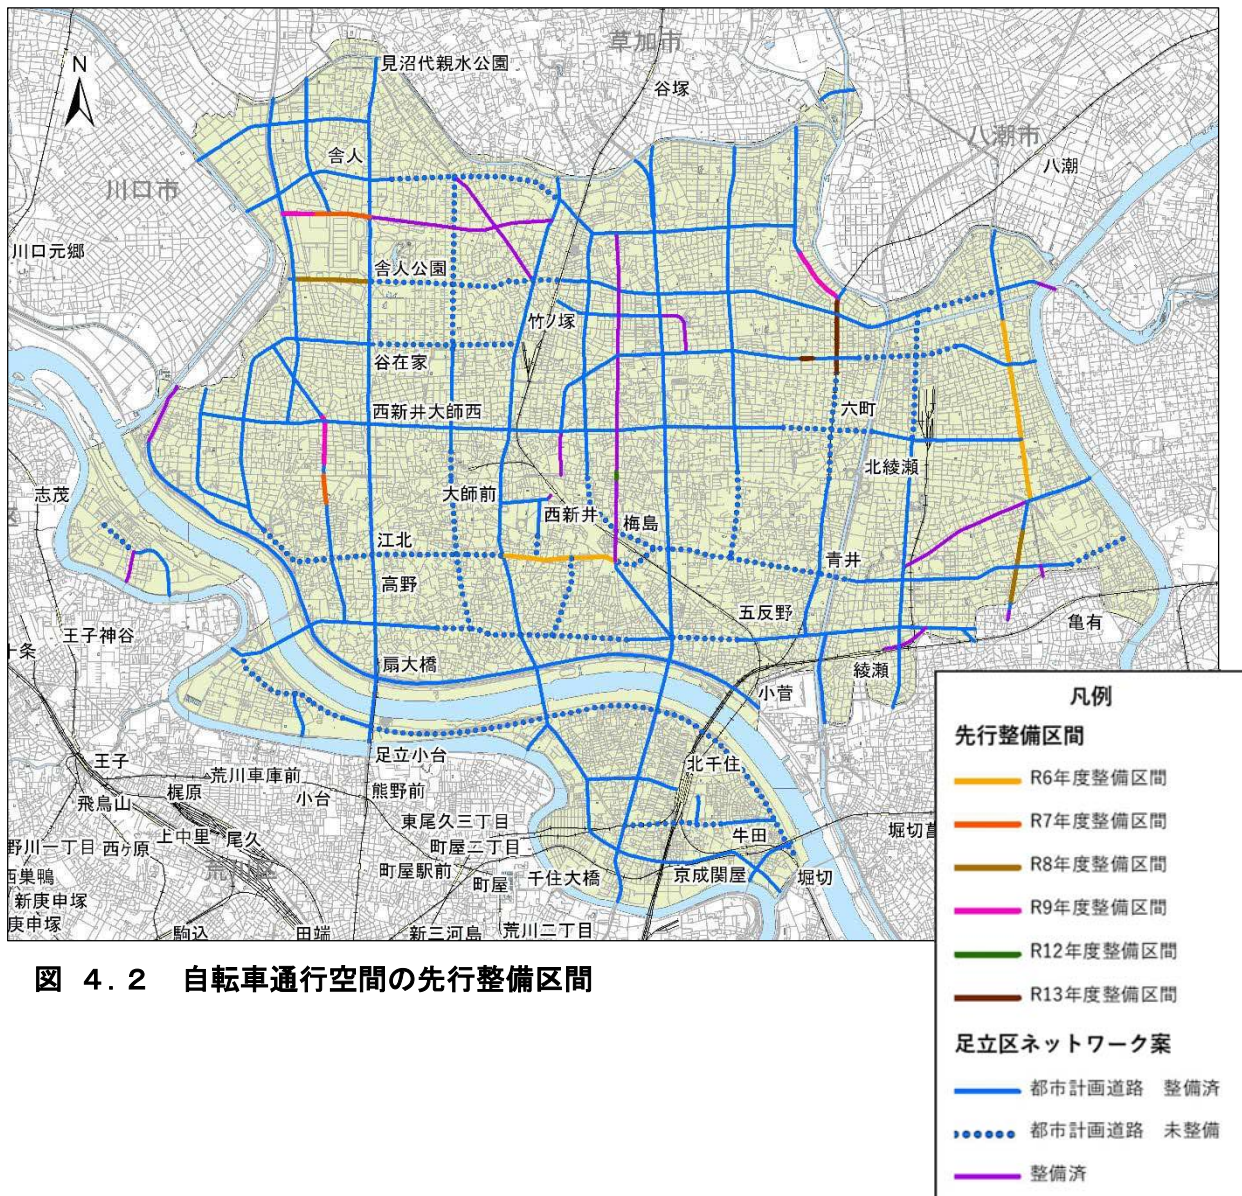 草加市
見沼代親水公園
N
谷塚
八潮市
舎人
八潮
川口市
川口元郷
舎人公園
竹ノ塚
谷在家
西新井大師西
六町
北綾瀬
志茂
大師前
西新井
梅島
江北
青井
高野
五反野
王子神谷
亀有
十条
扇大橋
綾瀬
小菅
足立小台
北千住
王子
荒川車庫前
梶原
小台
熊野前
飛鳥山
東尾久三丁目
牛田
堀切菖
上中里
尾久
野川一丁目
西ヶ原
町屋二丁目
荒川区
町屋駅前
町屋
千住大橋
京成関屋
堀切
西巣鴨
新庚申塚
庚申塚
駒込
田端
新三河島
荒川二丁目
凡例
先行整備区間
R6年度整備区間
R7年度整備区間
R8年度整備区間
R9年度整備区間
R12年度整備区間
R13年度整備区間
足立区ネットワーク案
都市計画道路 整備済
都市計画道路 未整備
整備済
図 4.2 自転車通行空間の先行整備区間